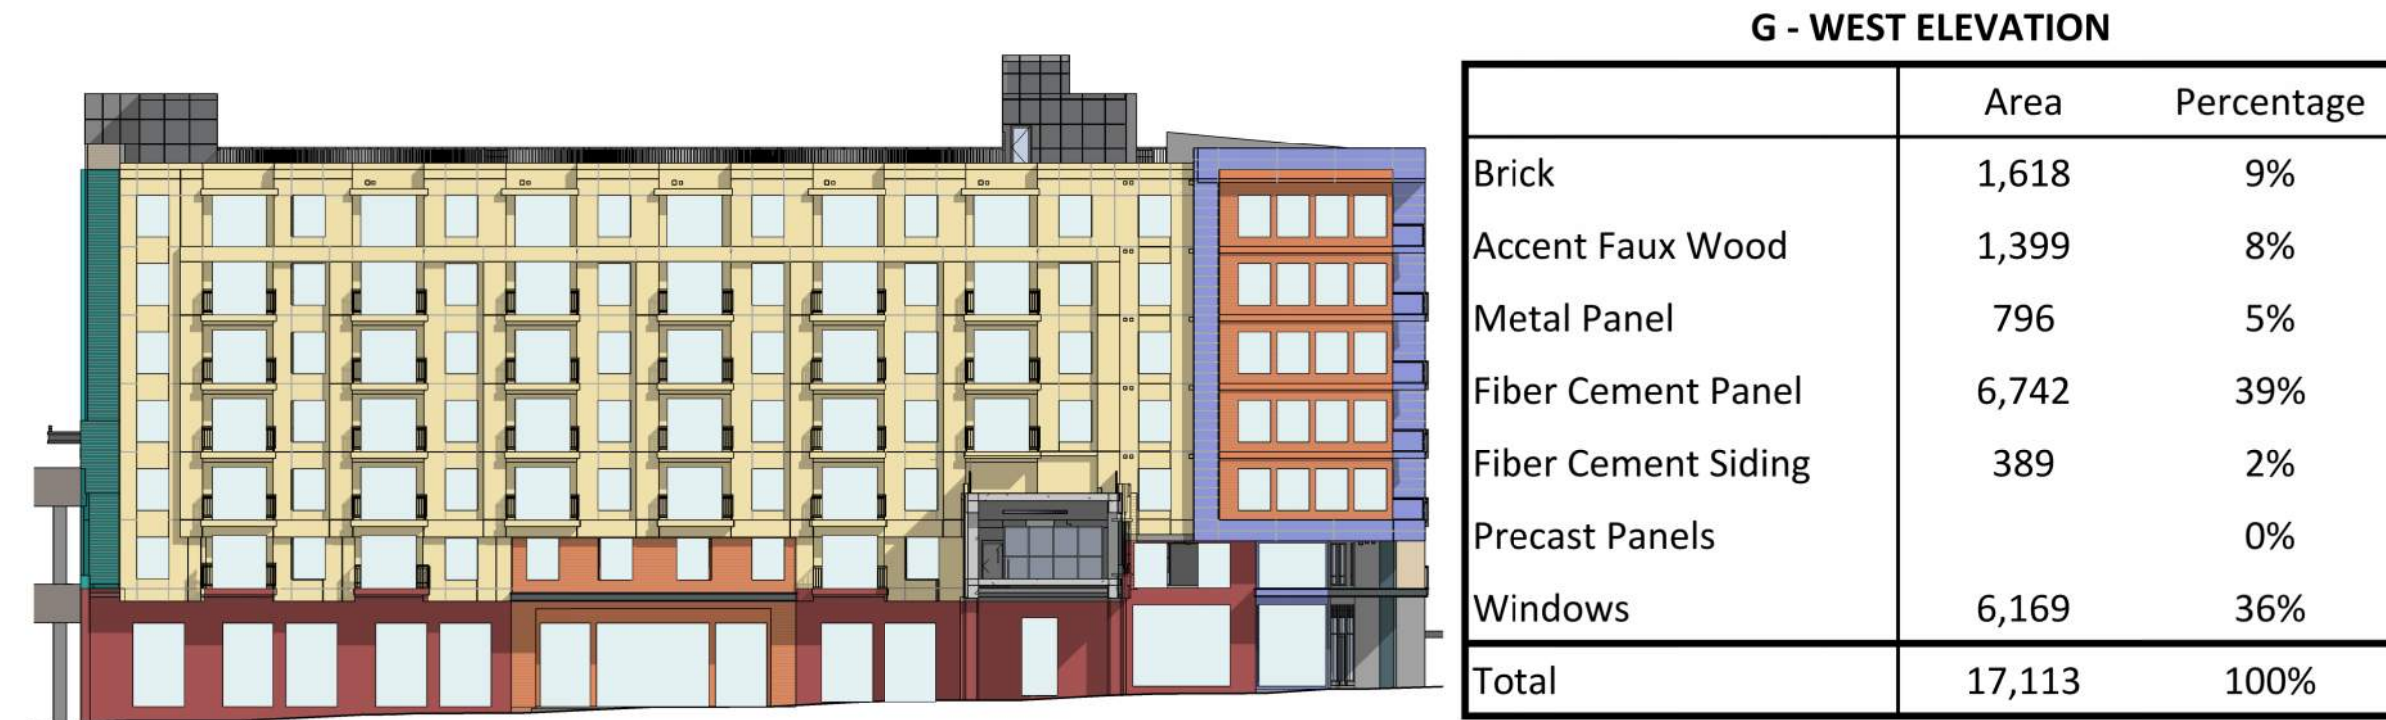 G - WEST ELEVATION
Area Percentage
Brick 1,618 9%
Accent Faux Wood 1,399 8%
Metal Panel 796 5%
Fiber Cement Panel 6,742 39%
Fiber Cement Siding 389 2%
Precast Panels 0%
Windows 6,169 36%
Total 17,113 100%